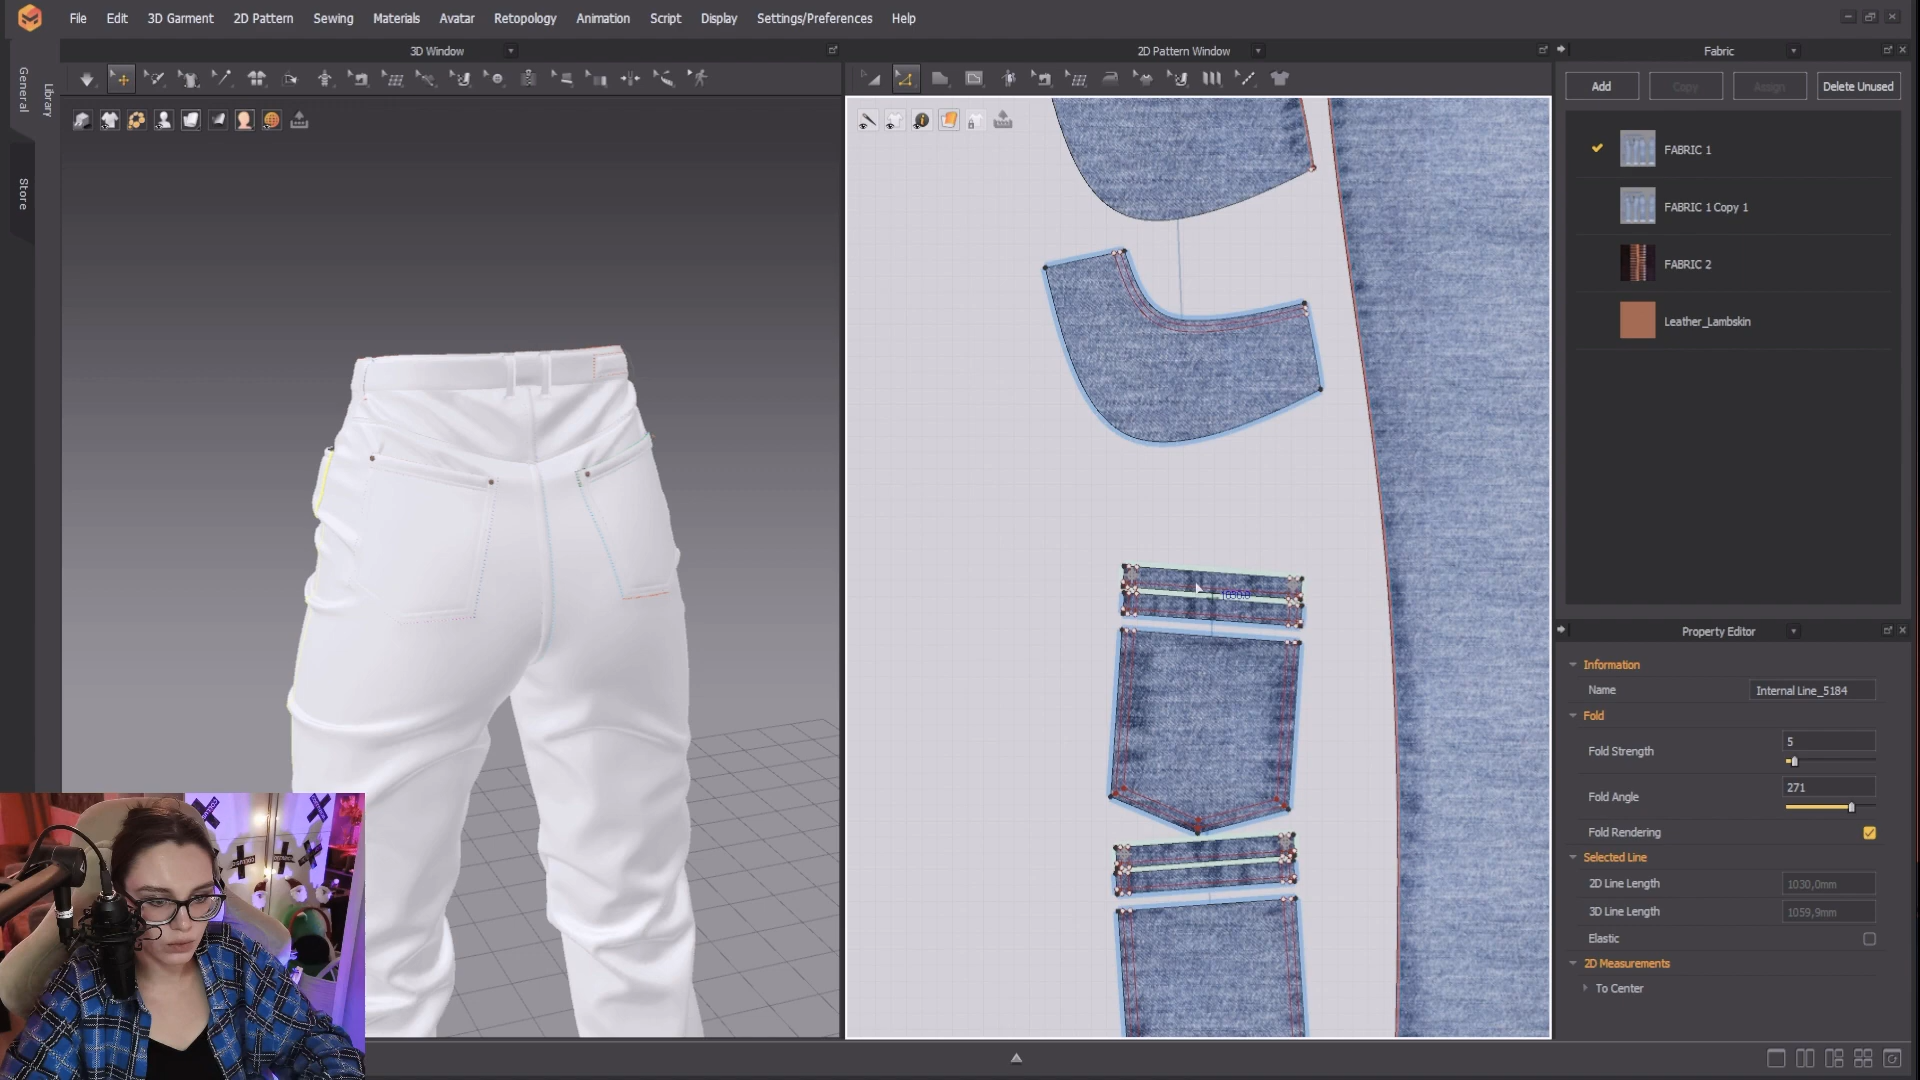 File Edit 3D Garment 2D Pattern Sewing Materials Avatar Retopology Animation Script Display Settings/Preferences Help
3D Window
2D Pattern Window
Fabric
General
Library
Store
Add Copy Assign Delete Unused
FABRIC 1
FABRIC 1 Copy 1
FABRIC 2
Leather_Lambskin
1030.0
Property Editor
Information
Name Internal Line_5184
Fold
Fold Strength 5
Fold Angle 271
Fold Rendering
Selected Line
2D Line Length 1030,0mm
3D Line Length 1059,9mm
Elastic
2D Measurements
To Center